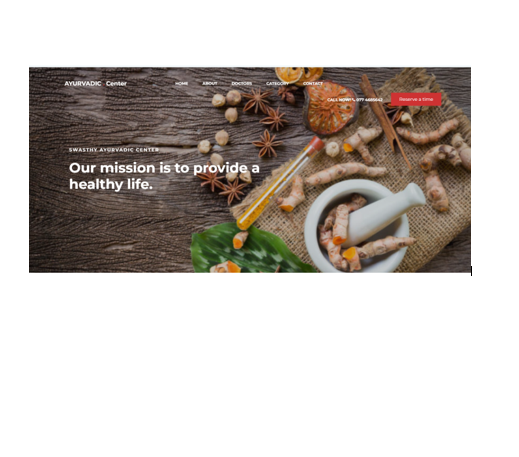 AYURVADIC Center
HOME ABOUT DOCTORS CATEGORY CONTACT
CALL NOW: 077 4880843
Reserve a time
SWASTHY AYURVADIC CENTER
Our mission is to provide a
healthy life.